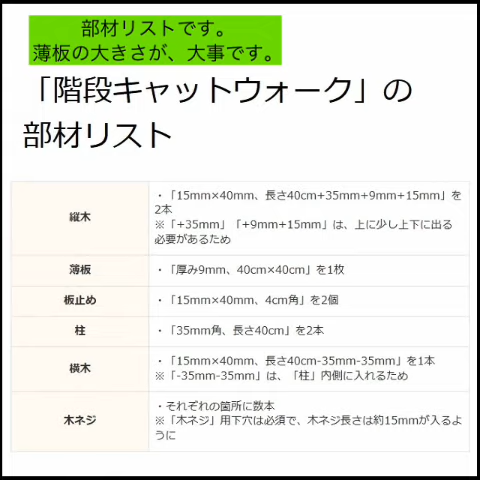 部材リストです。
薄板の大きさが、大事です。
「階段キャットウォーク」の
部材リスト
縦木
・「15mm×40mm、長さ40cm+35mm+9mm+15mm」を
2本
※「+35mm」「+9mm+15mm」は、上に少し上下に出る
必要があるため
薄板
・「厚み9mm、40cm×40cm」を1枚
板止め
・「15mm×40mm、4cm角」を2個
柱
・「35mm角、長さ40cm」を2本
横木
・「15mm×40mm、長さ40cm-35mm-35mm」を1本
※「-35mm-35mm」は、「柱」内側に入れるため
木ネジ
・それぞれの箇所に数本
※「木ネジ」用下穴は必須で、木ネジ長さは約15mmが入るよ
うに